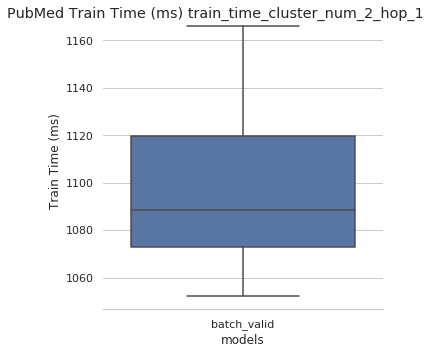 PubMed Train Time (ms) train_time_cluster_num_2_hop_1
1160
1140
1120
1100
1080
1060
Train Time (ms)
batch_valid
models